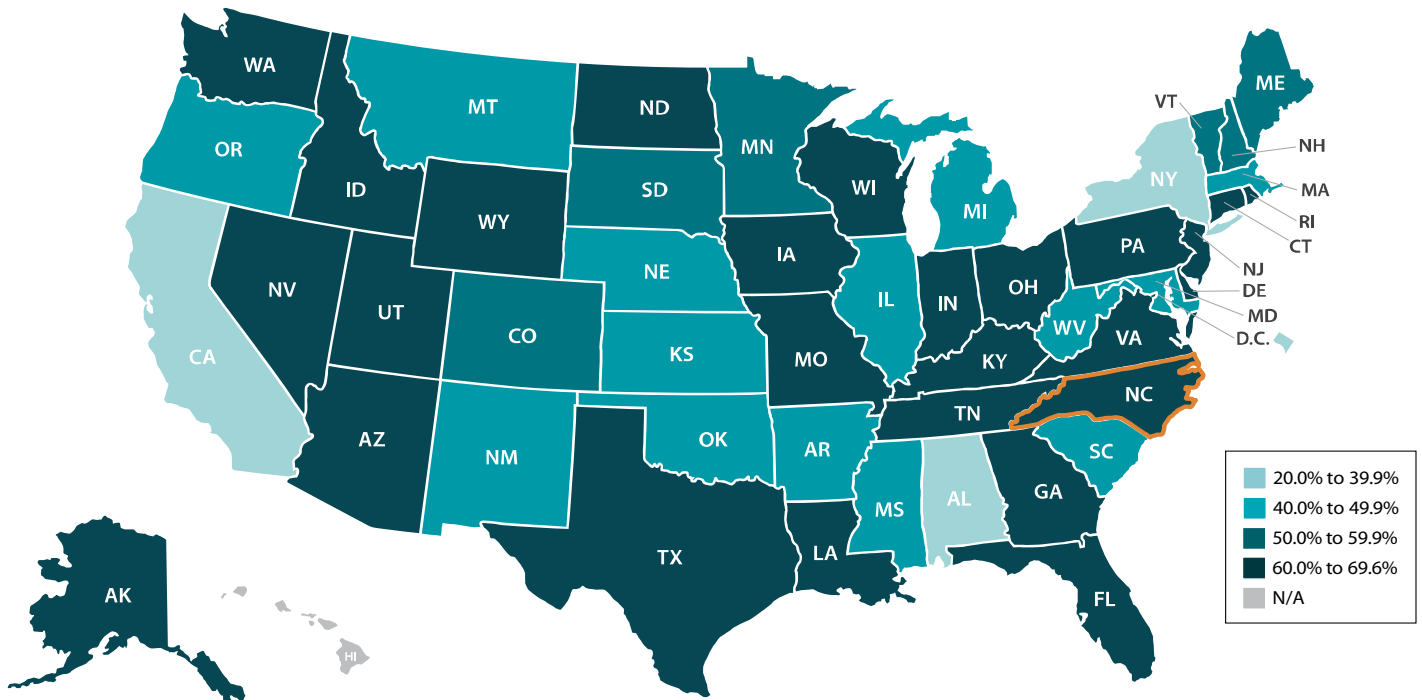 WA
MT
ND
MN
ME
VT
NH
OR
ID
WY
SD
WI
MI
NY
MA
RI
CT
NV
UT
CO
NE
IA
IL
IN
OH
PA
NJ
DE
MD
D.C.
CA
KS
MO
KY
WV
VA
AZ
NM
OK
AR
TN
NC
SC
TX
LA
MS
AL
GA
FL
AK
HI
20.0% to 39.9%
40.0% to 49.9%
50.0% to 59.9%
60.0% to 69.6%
N/A